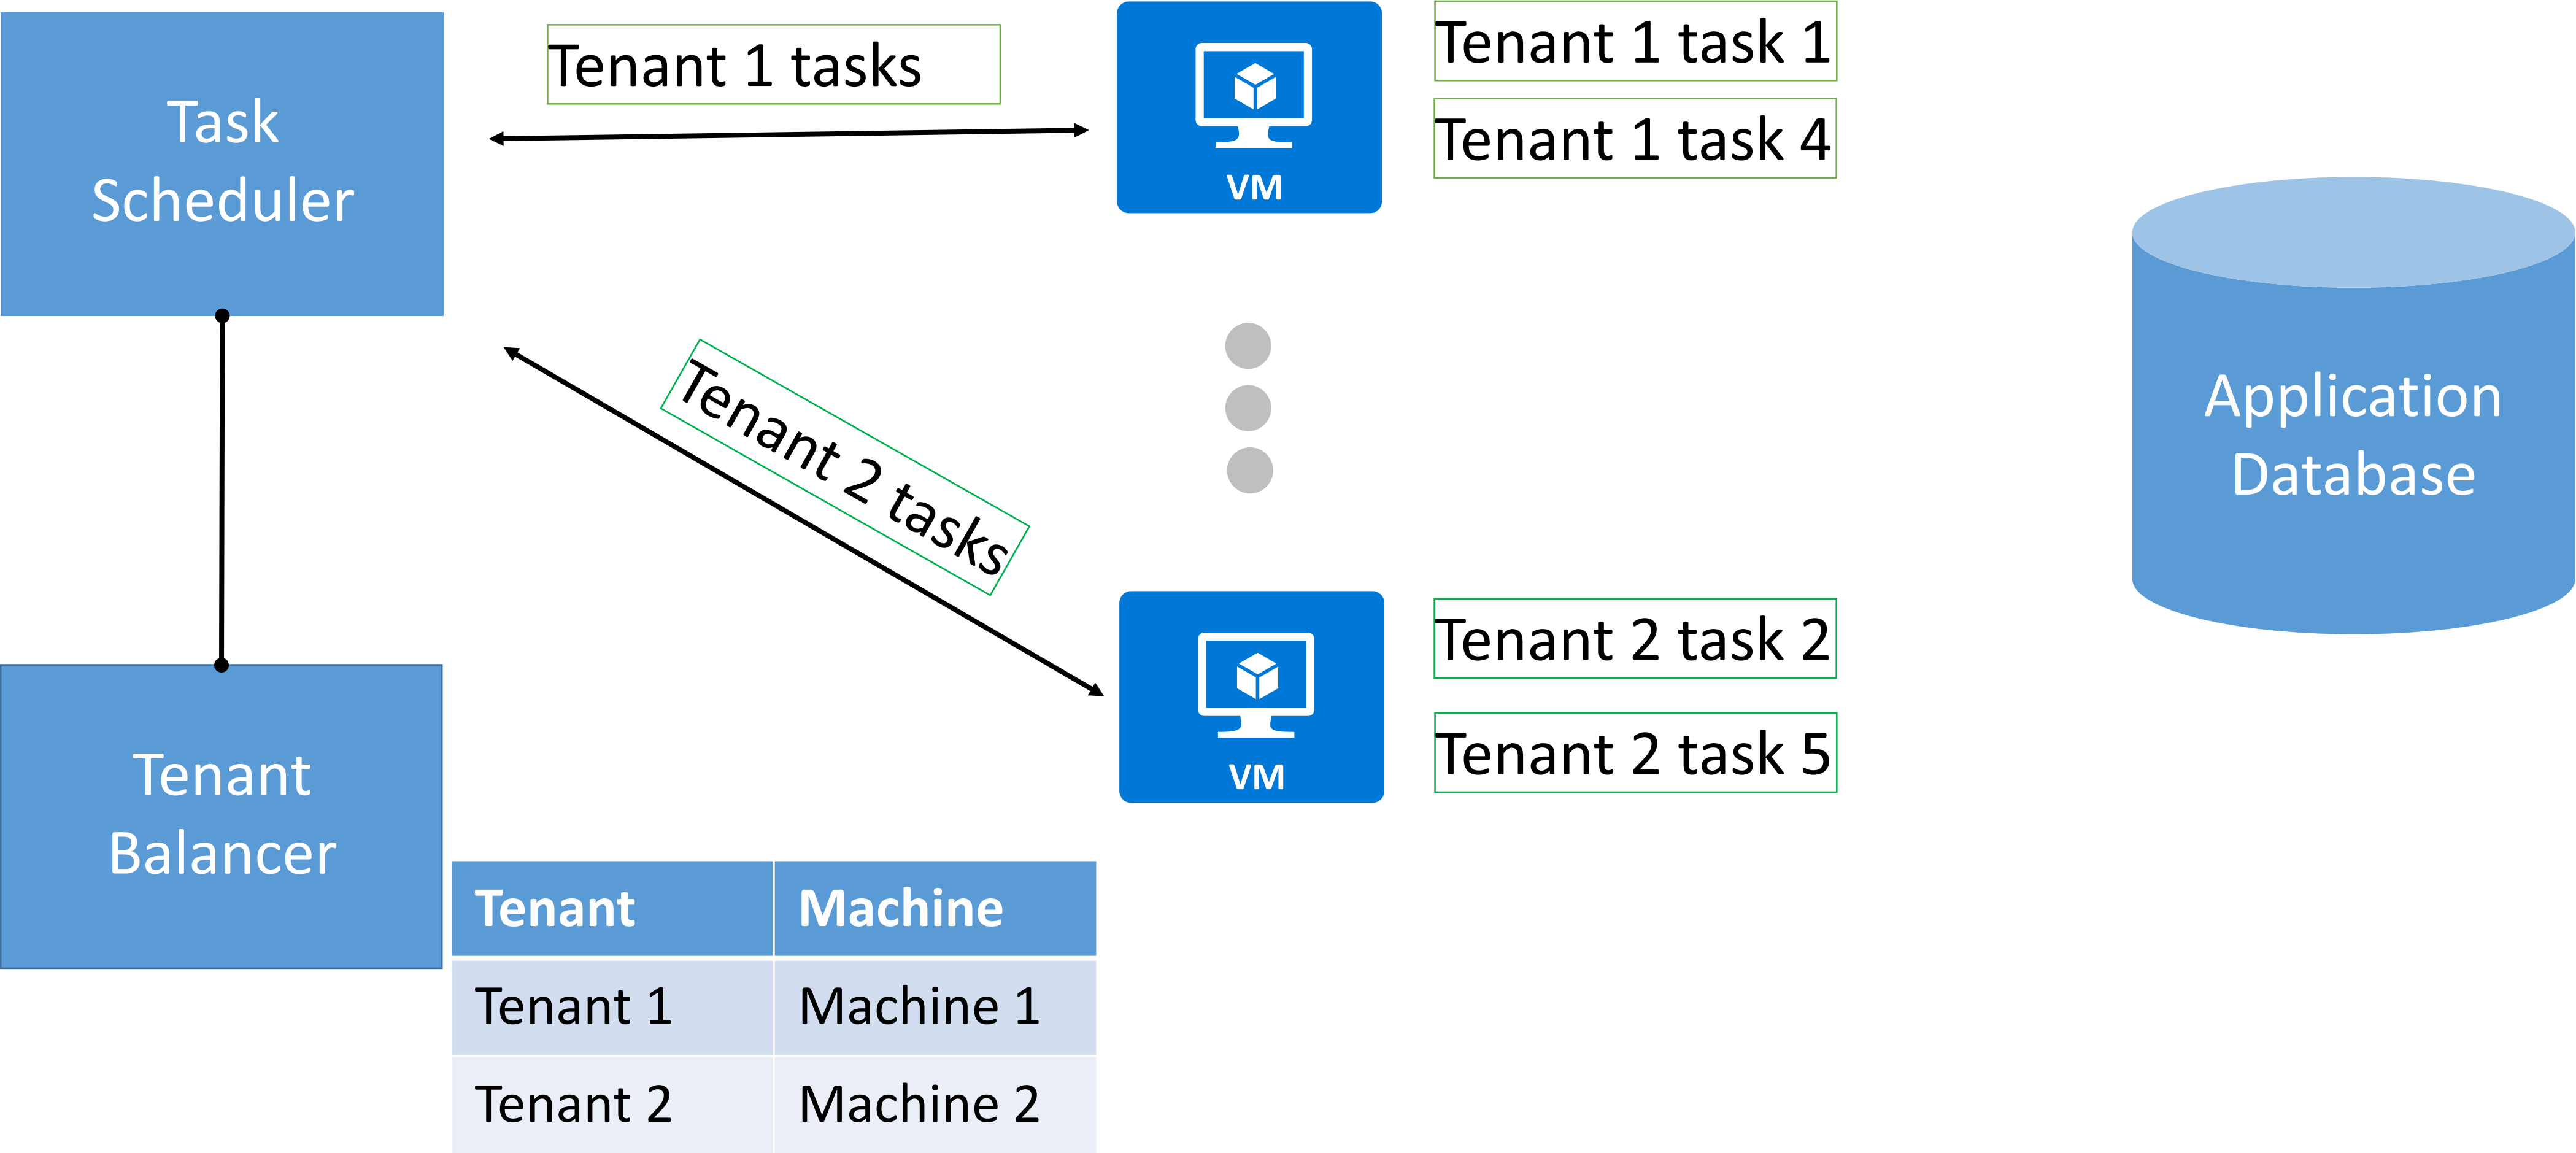 Task
Scheduler
Tenant 1 tasks
VM
Tenant 1 task 1
Tenant 1 task 4
Tenant 2 tasks
Application
Database
VM
Tenant 2 task 2
Tenant 2 task 5
Tenant
Balancer
Tenant Machine
Tenant 1 Machine 1
Tenant 2 Machine 2